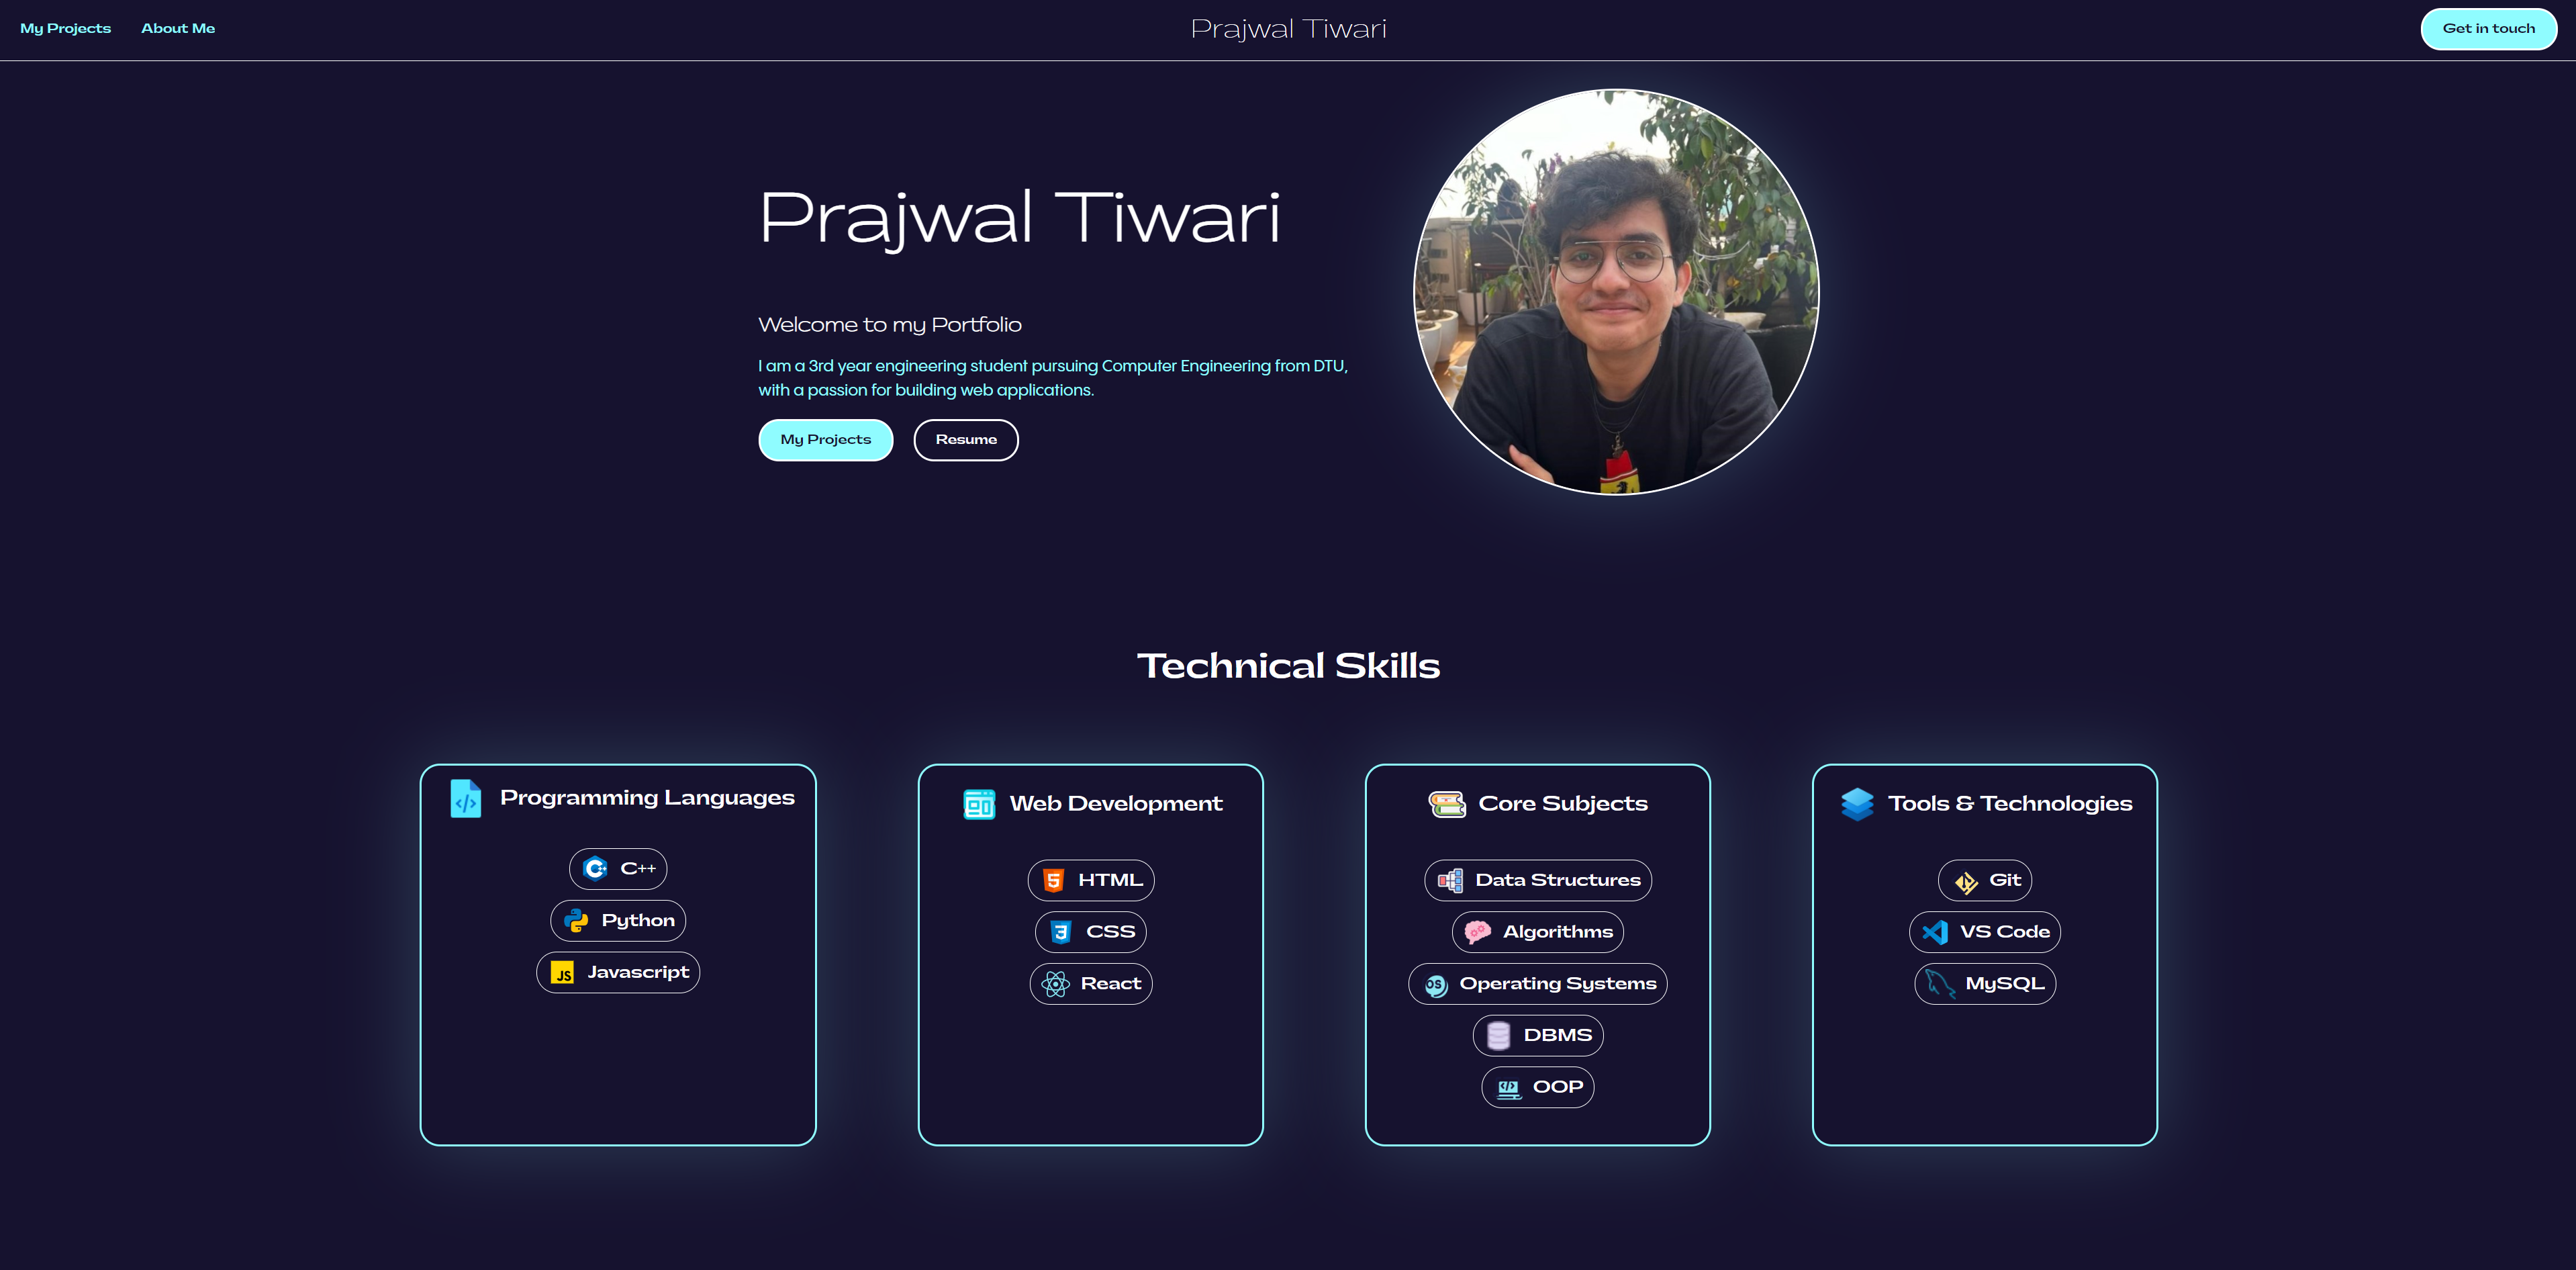 My Projects
About Me
Prajwal Tiwari
Get in touch
Prajwal Tiwari
Welcome to my Portfolio
I am a 3rd year engineering student pursuing Computer Engineering from DTU,
with a passion for building web applications.
My Projects
Resume
Technical Skills
Programming Languages
C++
Python
JS
Javascript
Web Development
5
HTML
3
CSS
React
Core Subjects
Data Structures
Algorithms
OS
Operating Systems
DBMS
OOP
Tools & Technologies
Git
VS Code
MySQL